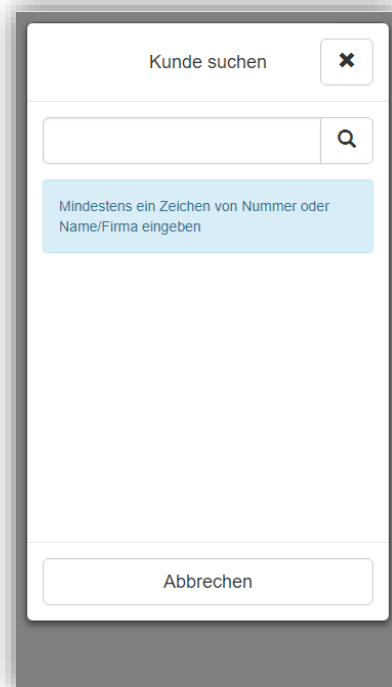 Kunde suchen
Mindestens ein Zeichen von Nummer oder
Name/Firma eingeben
Abbrechen